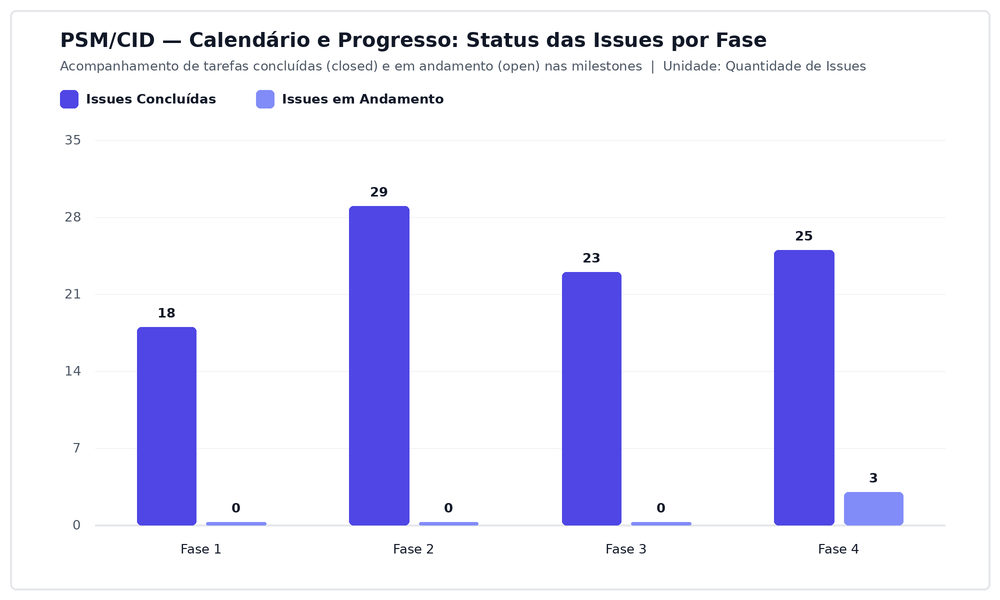 PSM/CID — Calendário e Progresso: Status das Issues por Fase
Acompanhamento de tarefas concluídas (closed) e em andamento (open) nas milestones | Unidade: Quantidade de Issues
Issues Concluídas
Issues em Andamento
35
28
21
14
7
0
18
0
29
0
23
0
25
3
Fase 1
Fase 2
Fase 3
Fase 4